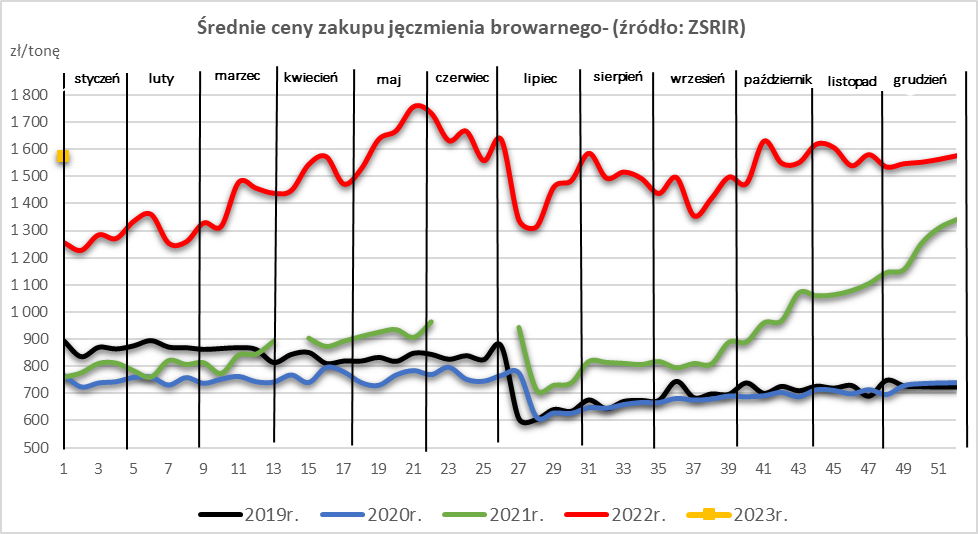 Średnie ceny zakupu jęczmienia browarnego- (źródło: ZSRIR)
zł/tonę
styczeń luty marzec kwiecień maj czerwiec lipiec sierpień wrzesień październik listopad grudzień
1 800
1 700
1 600
1 500
1 400
1 300
1 200
1 100
1 000
900
800
700
600
500
1 3 5 7 9 11 13 15 17 19 21 23 25 27 29 31 33 35 37 39 41 43 45 47 49 51
2019r. 2020r. 2021r. 2022r. 2023r.